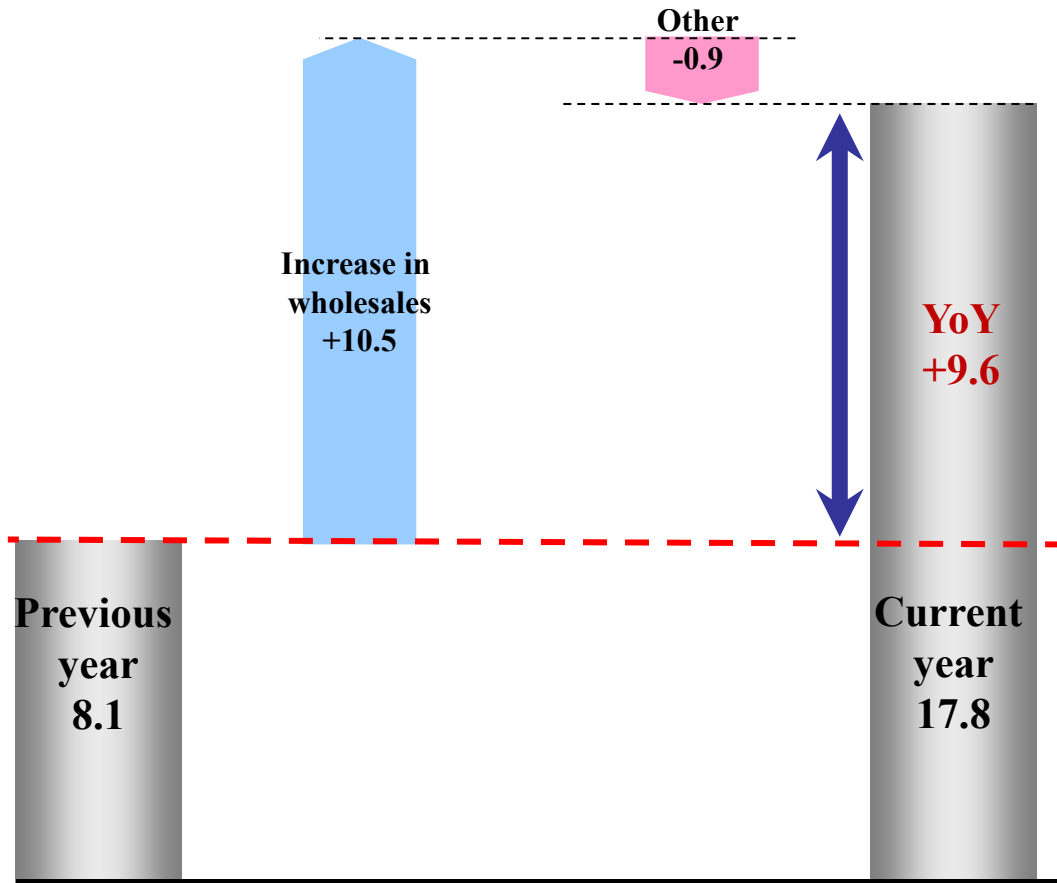 Other
-0.9
Increase in
wholesales
+10.5
YoY
+9.6
Previous
year
8.1
Current
year
17.8